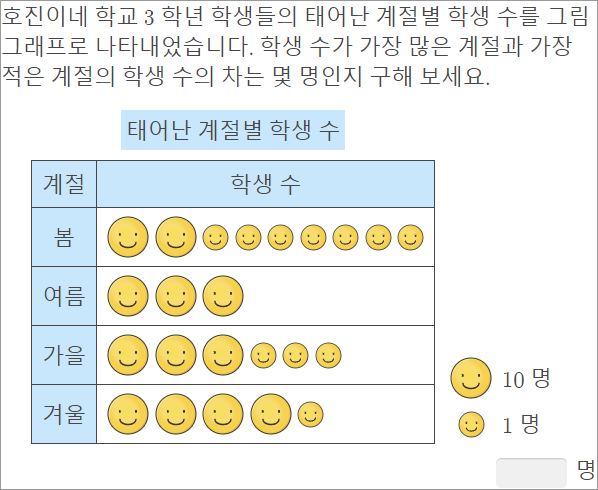 호진이네 학교 3 학년 학생들의 태어난 계절별 학생 수를 그림
그래프로 나타내었습니다. 학생 수가 가장 많은 계절과 가장
적은 계절의 학생 수의 차는 몇 명인지 구해 보세요.
태어난 계절별 학생 수
계절 학생 수
봄
여름
가을
겨울
10 명
1 명
명